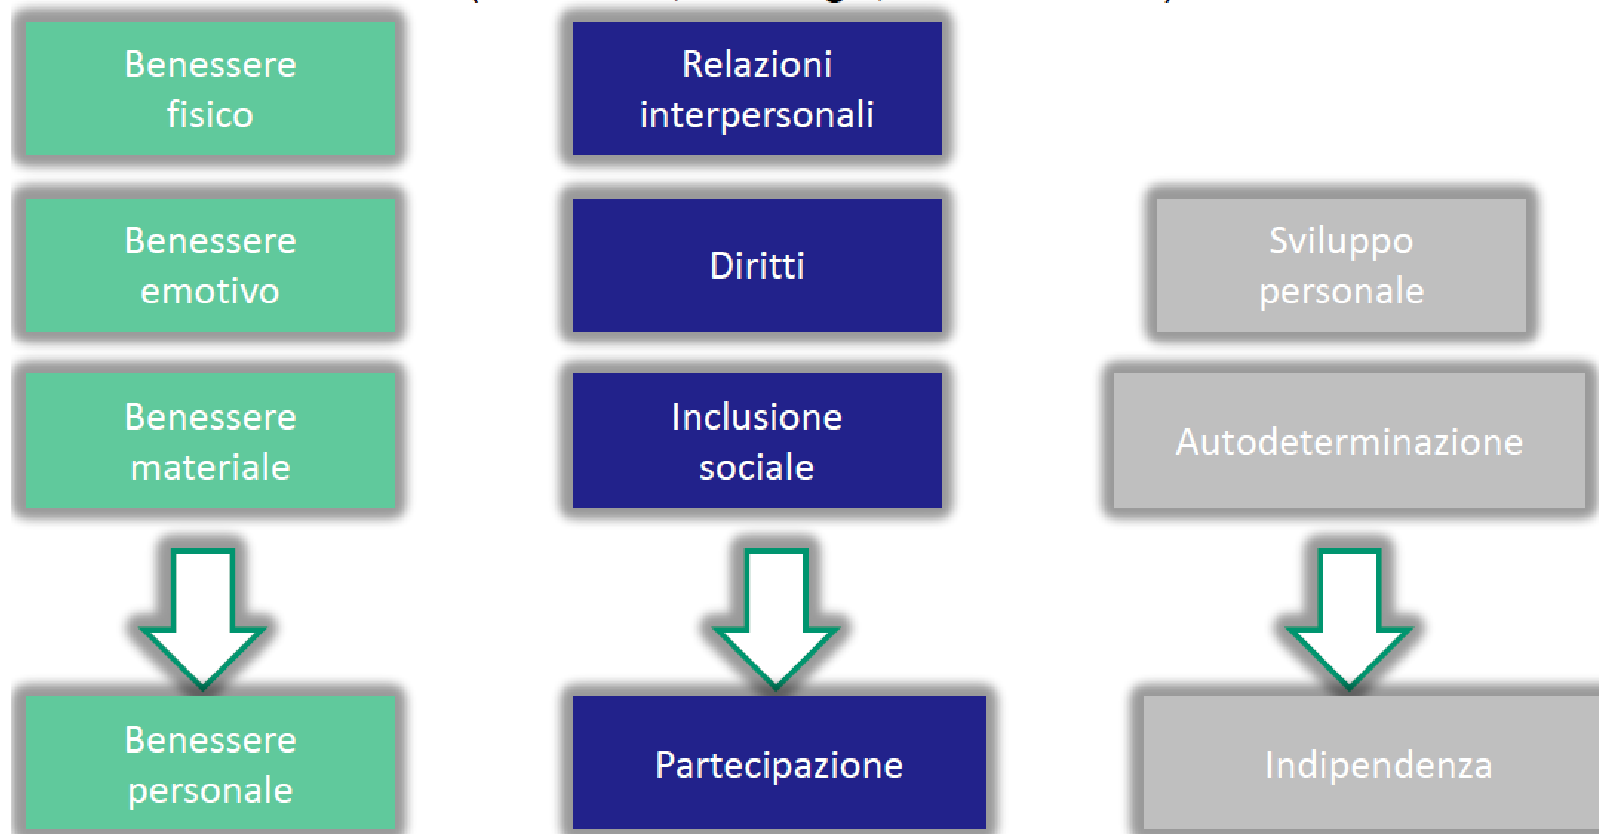 Benessere
fisico
Relazioni
interpersonali
Benessere
emotivo
Diritti
Sviluppo
personale
Benessere
materiale
Inclusione
sociale
Autodeterminazione
Benessere
personale
Partecipazione
Indipendenza